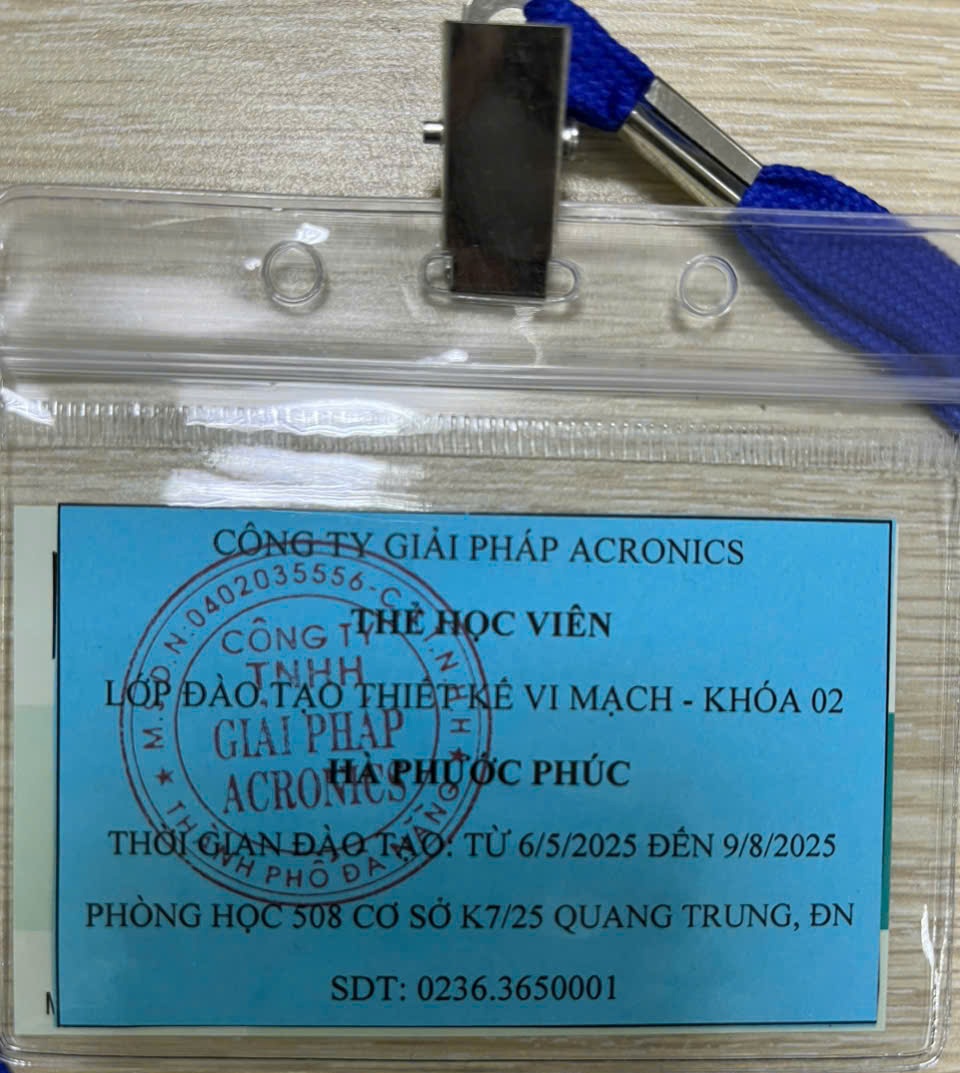 CÔNG TY GIẢI PHÁP ACRONICS
THẺ HỌC VIÊN
LỚP ĐÀO TẠO THIẾT KẾ VI MẠCH - KHÓA 02
HÀ PHƯỚC PHÚC
THỜI GIAN ĐÀO TẠO: TỪ 6/5/2025 ĐẾN 9/8/2025
PHÒNG HỌC 508 CƠ SỞ K7/25 QUANG TRUNG, ĐN
SDT: 0236.3650001
M.S.D.N:0402035556-C.T.T.N.H.H
CÔNG TY
TNHH
GIẢI PHÁP
ACRONICS
THÀNH PHỐ ĐÀ NẴNG